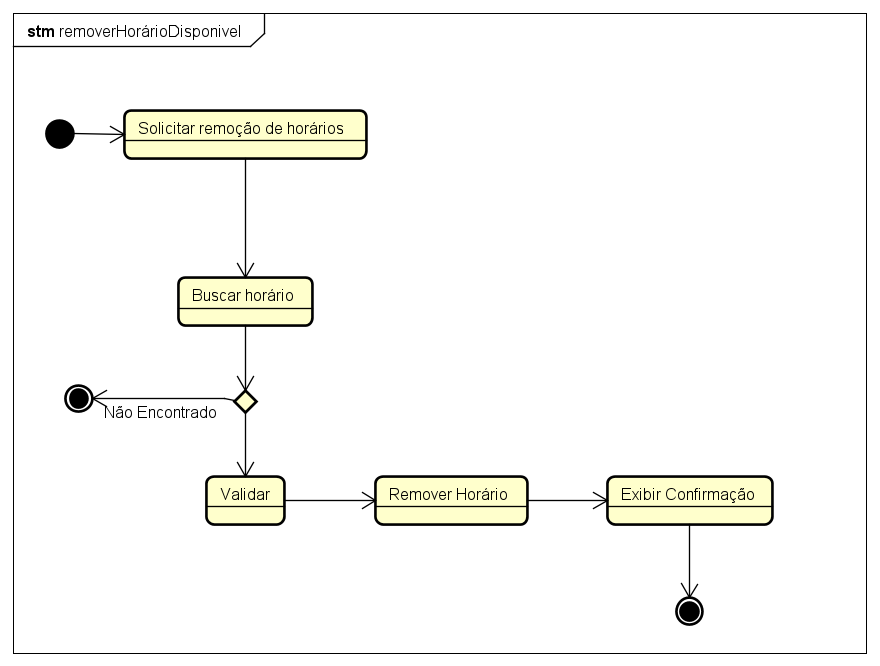 stm removerHorárioDisponivel
Solicitar remoção de horários
Buscar horário
Não Encontrado
Validar
Remover Horário
Exibir Confirmação